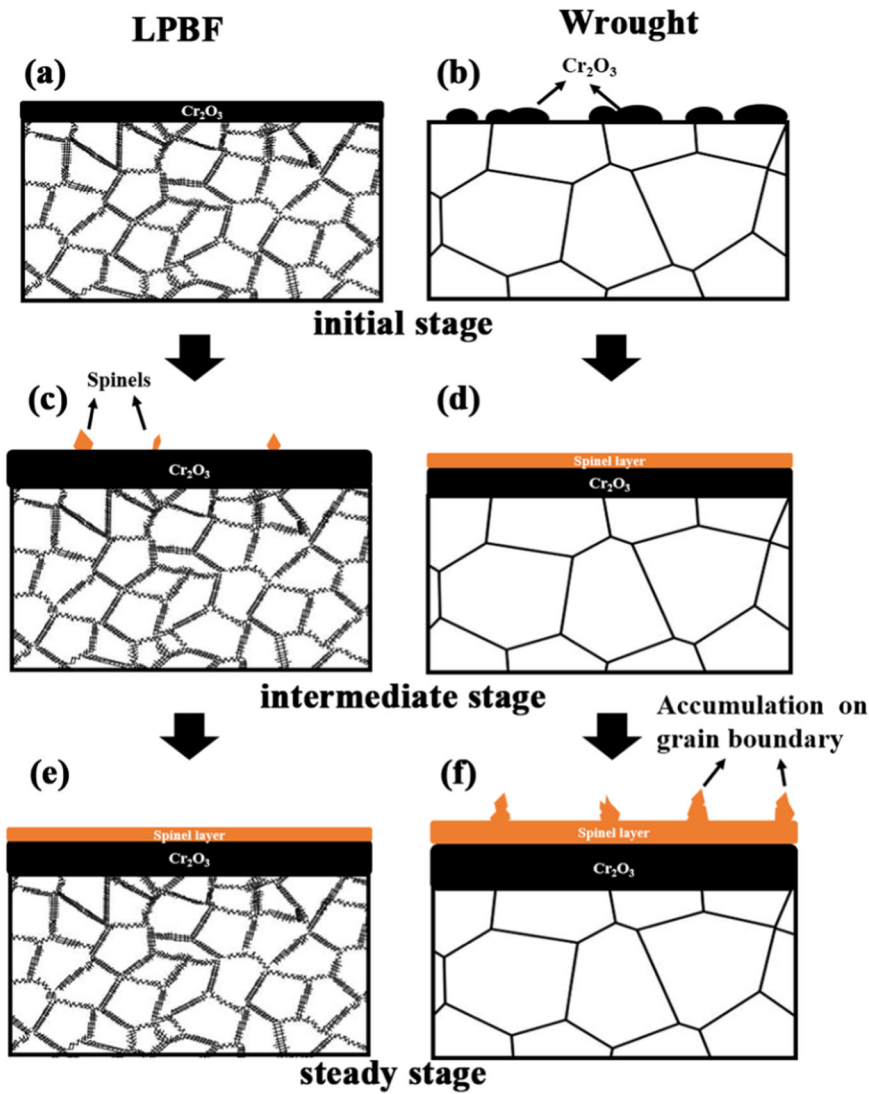 LPBF
Wrought
(a)
(b)
Cr₂O₃
Cr₂O₃
initial stage
(c)
Spinels
(d)
Cr₂O₃
Spinel layer
Cr₂O₃
intermediate stage
Accumulation on
grain boundary
(e)
(f)
Spinel layer
Cr₂O₃
Spinel layer
Cr₂O₃
steady stage